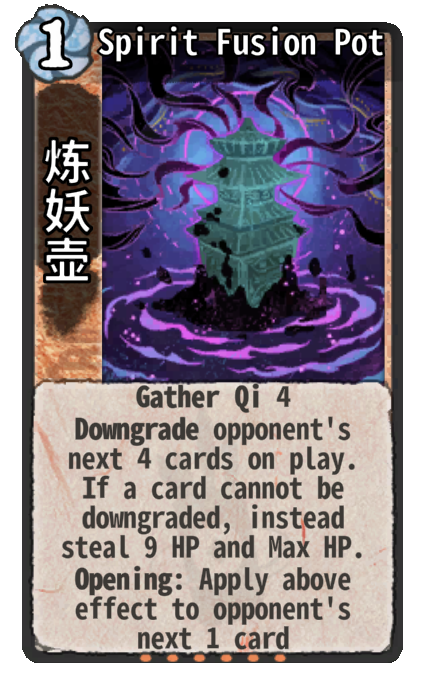 1 Spirit Fusion Pot
炼妖壶
Gather Qi 4
Downgrade opponent's
next 4 cards on play.
If a card cannot be
downgraded, instead
steal 9 HP and Max HP.
Opening: Apply above
effect to opponent's
next 1 card